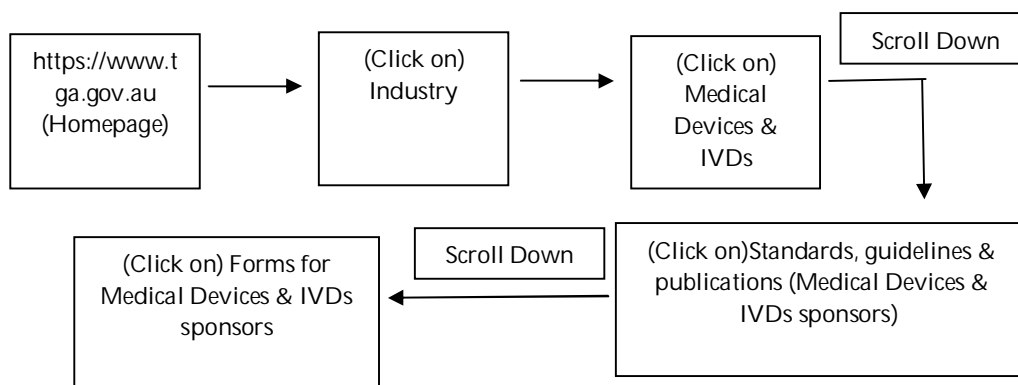 https://www.t
ga.gov.au
(Homepage)
(Click on)
Industry
(Click on)
Medical
Devices &
IVDs
Scroll Down
(Click on)Standards, guidelines &
publications (Medical Devices &
IVDs sponsors)
Scroll Down
(Click on) Forms for
Medical Devices & IVDs
sponsors